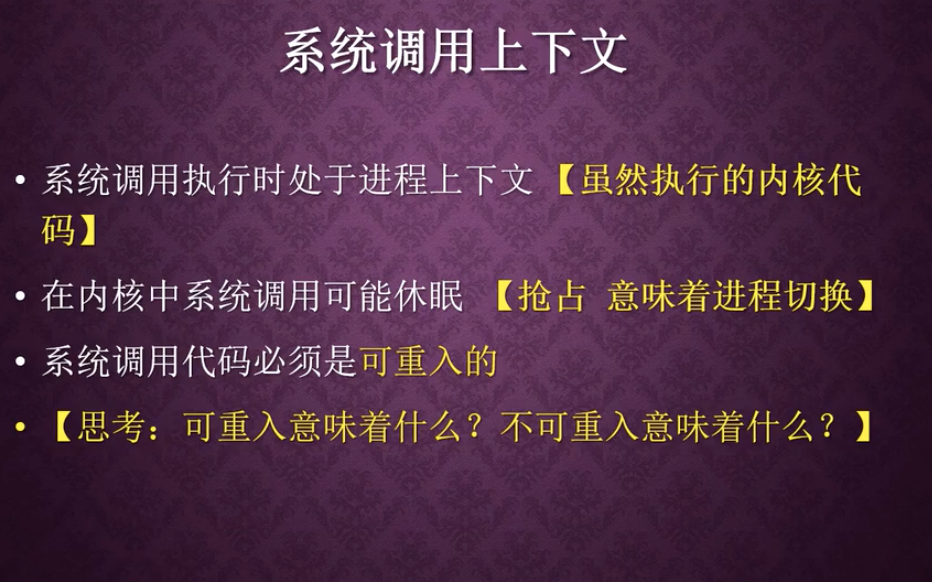 系统调用上下文
• 系统调用执行时处于进程上下文【虽然执行的内核代
码】
• 在内核中系统调用可能休眠 【抢占 意味着进程切换】
• 系统调用代码必须是可重入的
• 【思考：可重入意味着什么？不可重入意味着什么？】